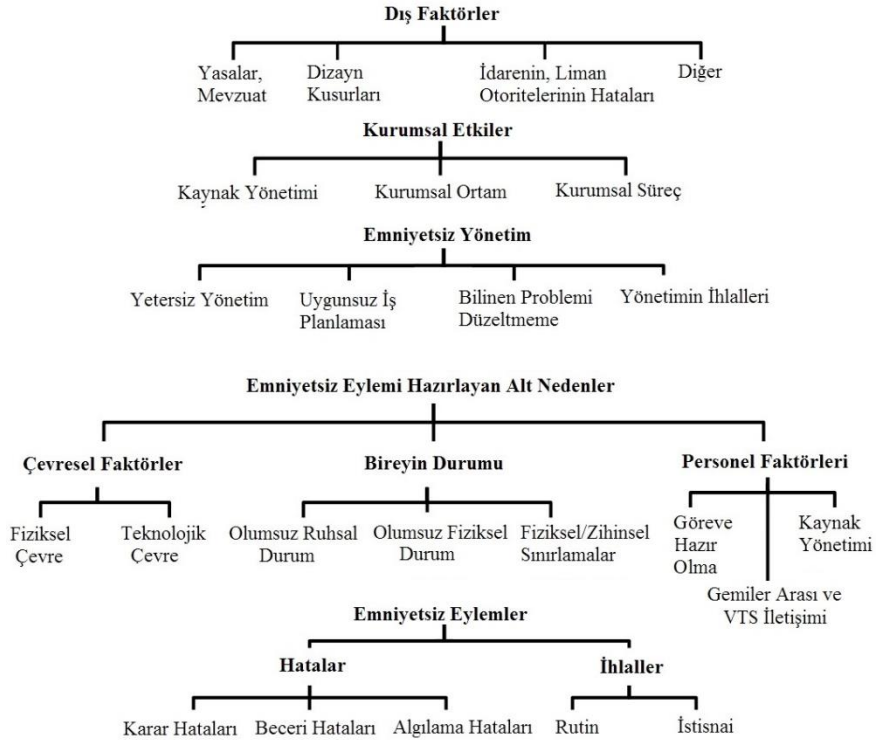 Dış Faktörler
Yasalar,
Mevzuat
Dizayn
Kusurları
İdarenin, Liman
Otoritelerinin Hataları
Diğer
Kurumsal Etkiler
Kaynak Yönetimi
Kurumsal Ortam
Kurumsal Süreç
Emniyetsiz Yönetim
Yetersiz Yönetim
Uygunsuz İş
Planlaması
Bilinen Problemi
Düzeltmeme
Yönetimin İhlalleri
Emniyetsiz Eylemi Hazırlayan Alt Nedenler
Çevresel Faktörler
Bireyin Durumu
Personel Faktörleri
Fiziksel
Çevre
Teknolojik
Çevre
Olumsuz Ruhsal
Durum
Olumsuz Fiziksel
Durum
Fiziksel/Zihinsel
Sınırlamalar
Göreve
Hazır
Olma
Kaynak
Yönetimi
Gemiler Arası ve
VTS İletişimi
Emniyetsiz Eylemler
Hatalar
İhlaller
Karar Hataları
Beceri Hataları
Algılama Hataları
Rutin
İstisnai